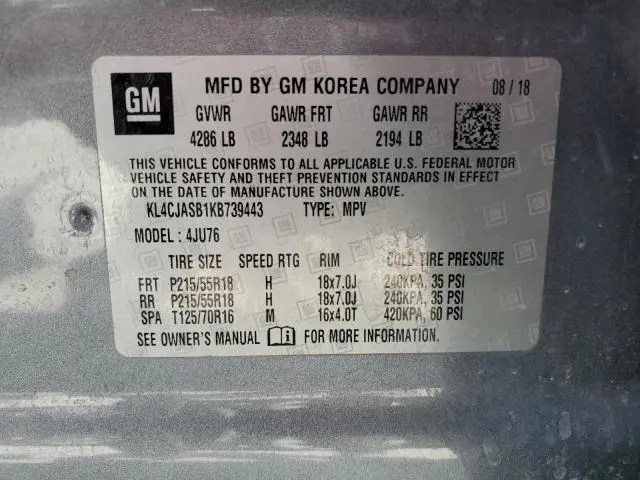 GM MFD BY GM KOREA COMPANY 08 / 18
GVWR GAWR FRT GAWR RR
4286 LB 2348 LB 2194 LB
THIS VEHICLE CONFORMS TO ALL APPLICABLE U.S. FEDERAL MOTOR
VEHICLE SAFETY AND THEFT PREVENTION STANDARDS IN EFFECT
ON THE DATE OF MANUFACTURE SHOWN ABOVE.
KL4CJASB1KB739443 TYPE: MPV
MODEL : 4JU76
TIRE SIZE SPEED RTG RIM COLD TIRE PRESSURE
FRT P215/55R18 H 18x7.0J 240KPA, 35 PSI
RR P215/55R18 H 18x7.0J 240KPA, 35 PSI
SPA T125/70R16 M 16x4.0T 420KPA, 60 PSI
SEE OWNER'S MANUAL FOR MORE INFORMATION.